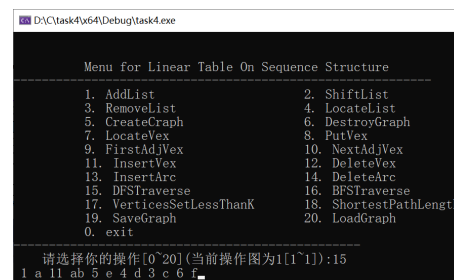 D:\C\task4\x64\Debug\task4.exe
Menu for Linear Table On Sequence Structure
-------------------------------------------------------
1. AddList 2. ShiftList
3. RemoveList 4. LocateList
5. CreateCraph 6. DestroyGraph
7. LocateVex 8. PutVex
9. FirstAdjVex 10. NextAdjVex
11. InsertVex 12. DeleteVex
13. InsertArc 14. DeleteArc
15. DFSTraverse 16. BFSTraverse
17. VerticesSetLessThanK 18. ShortestPathLengt
19. SaveGraph 20. LoadGraph
0. exit
-------------------------------------------------------
请选择你的操作[0~20](当前操作图为1[1~1]):15
1 a 11 ab 5 e 4 d 3 c 6 f